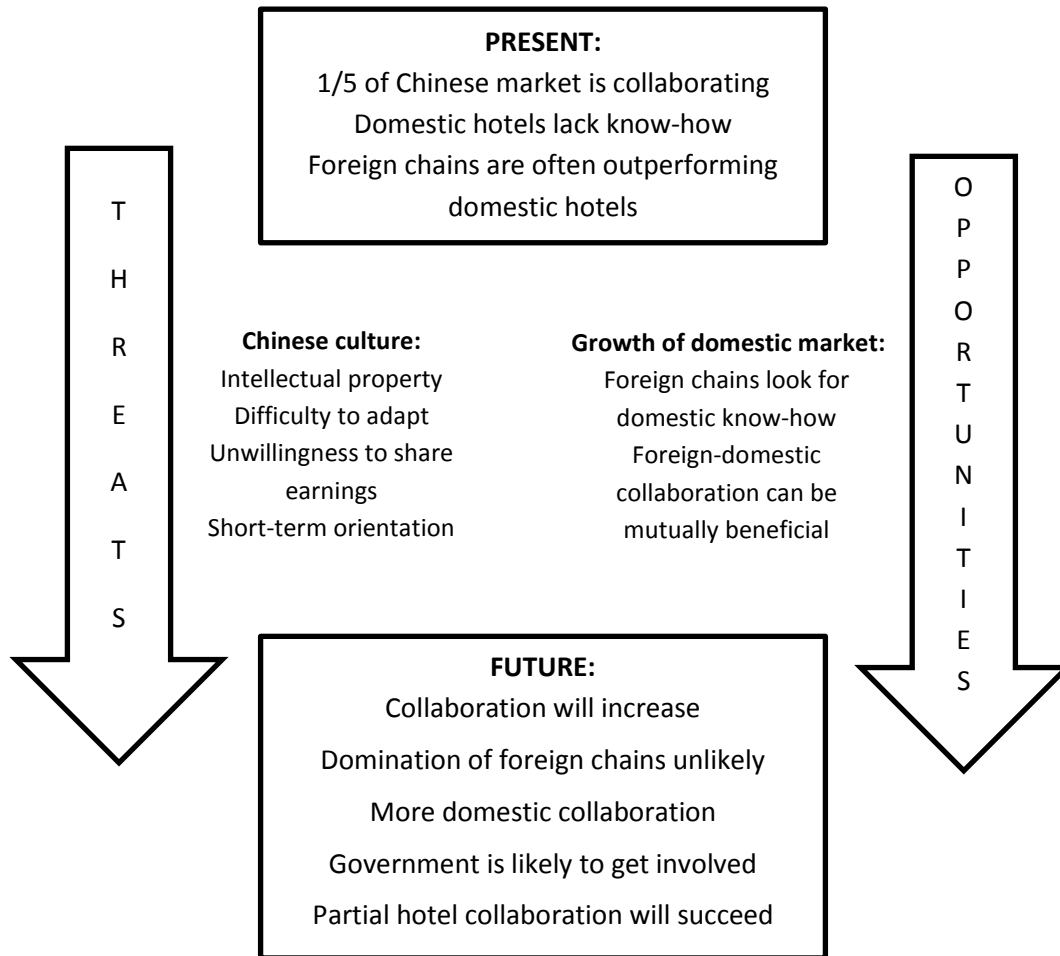 PRESENT:
1/5 of Chinese market is collaborating
Domestic hotels lack know-how
Foreign chains are often outperforming
domestic hotels
T
H
R
E
A
T
S
Chinese culture:
Intellectual property
Difficulty to adapt
Unwillingness to share
earnings
Short-term orientation
Growth of domestic market:
Foreign chains look for
domestic know-how
Foreign-domestic
collaboration can be
mutually beneficial
O
P
P
O
R
T
U
N
I
T
I
E
S
FUTURE:
Collaboration will increase
Domination of foreign chains unlikely
More domestic collaboration
Government is likely to get involved
Partial hotel collaboration will succeed